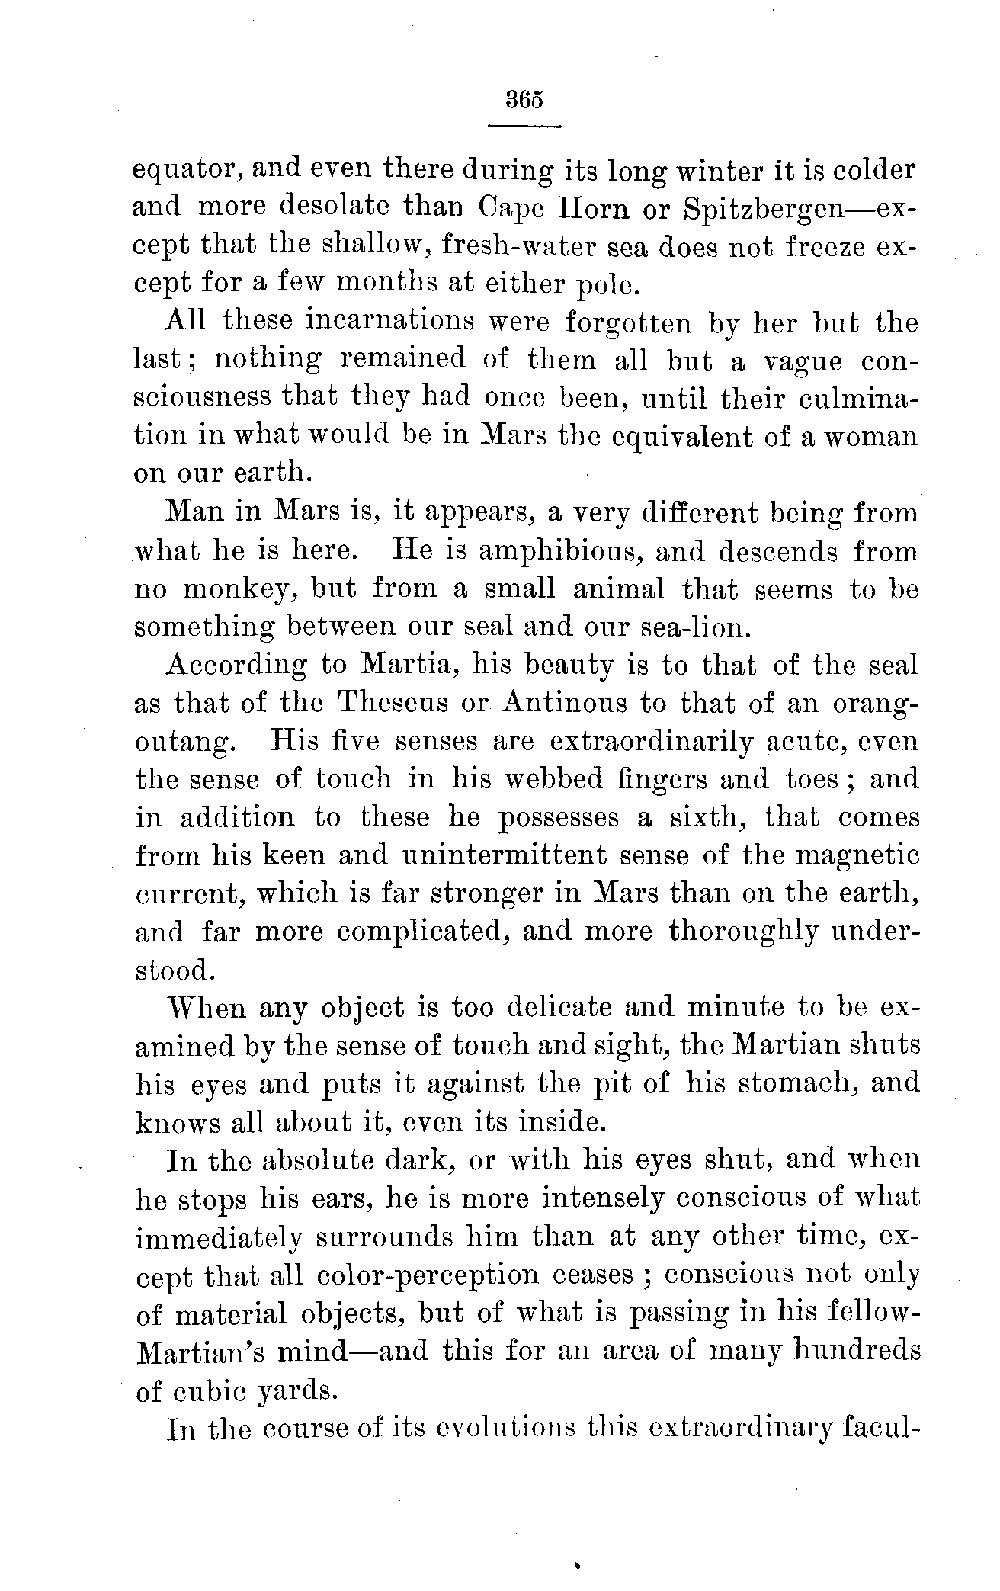 365
equator, and even there during its long winter it is colder
and more desolate than Cape Horn or Spitzbergen—ex-
cept that the shallow, fresh-water sea does not freeze ex-
cept for a few months at either pole.
All these incarnations were forgotten by her but the
last; nothing remained of them all but a vague con-
sciousness that they had once been, until their culmina-
tion in what would be in Mars the equivalent of a woman
on our earth.
Man in Mars is, it appears, a very different being from
what he is here. He is amphibious, and descends from
no monkey, but from a small animal that seems to be
something between our seal and our sea-lion.
According to Martia, his beauty is to that of the seal
as that of the Theseus or Antinous to that of an orang-
outang. His five senses are extraordinarily acute, even
the sense of touch in his webbed fingers and toes; and
in addition to these he possesses a sixth, that comes
from his keen and unintermittent sense of the magnetic
current, which is far stronger in Mars than on the earth,
and far more complicated, and more thoroughly under-
stood.
When any object is too delicate and minute to be ex-
amined by the sense of touch and sight, the Martian shuts
his eyes and puts it against the pit of his stomach, and
knows all about it, even its inside.
In the absolute dark, or with his eyes shut, and when
he stops his ears, he is more intensely conscious of what
immediately surrounds him than at any other time, ex-
cept that all color-perception ceases; conscious not only
of material objects, but of what is passing in his fellow-
Martian's mind—and this for an area of many hundreds
of cubic yards.
In the course of its evolutions this extraordinary facul-